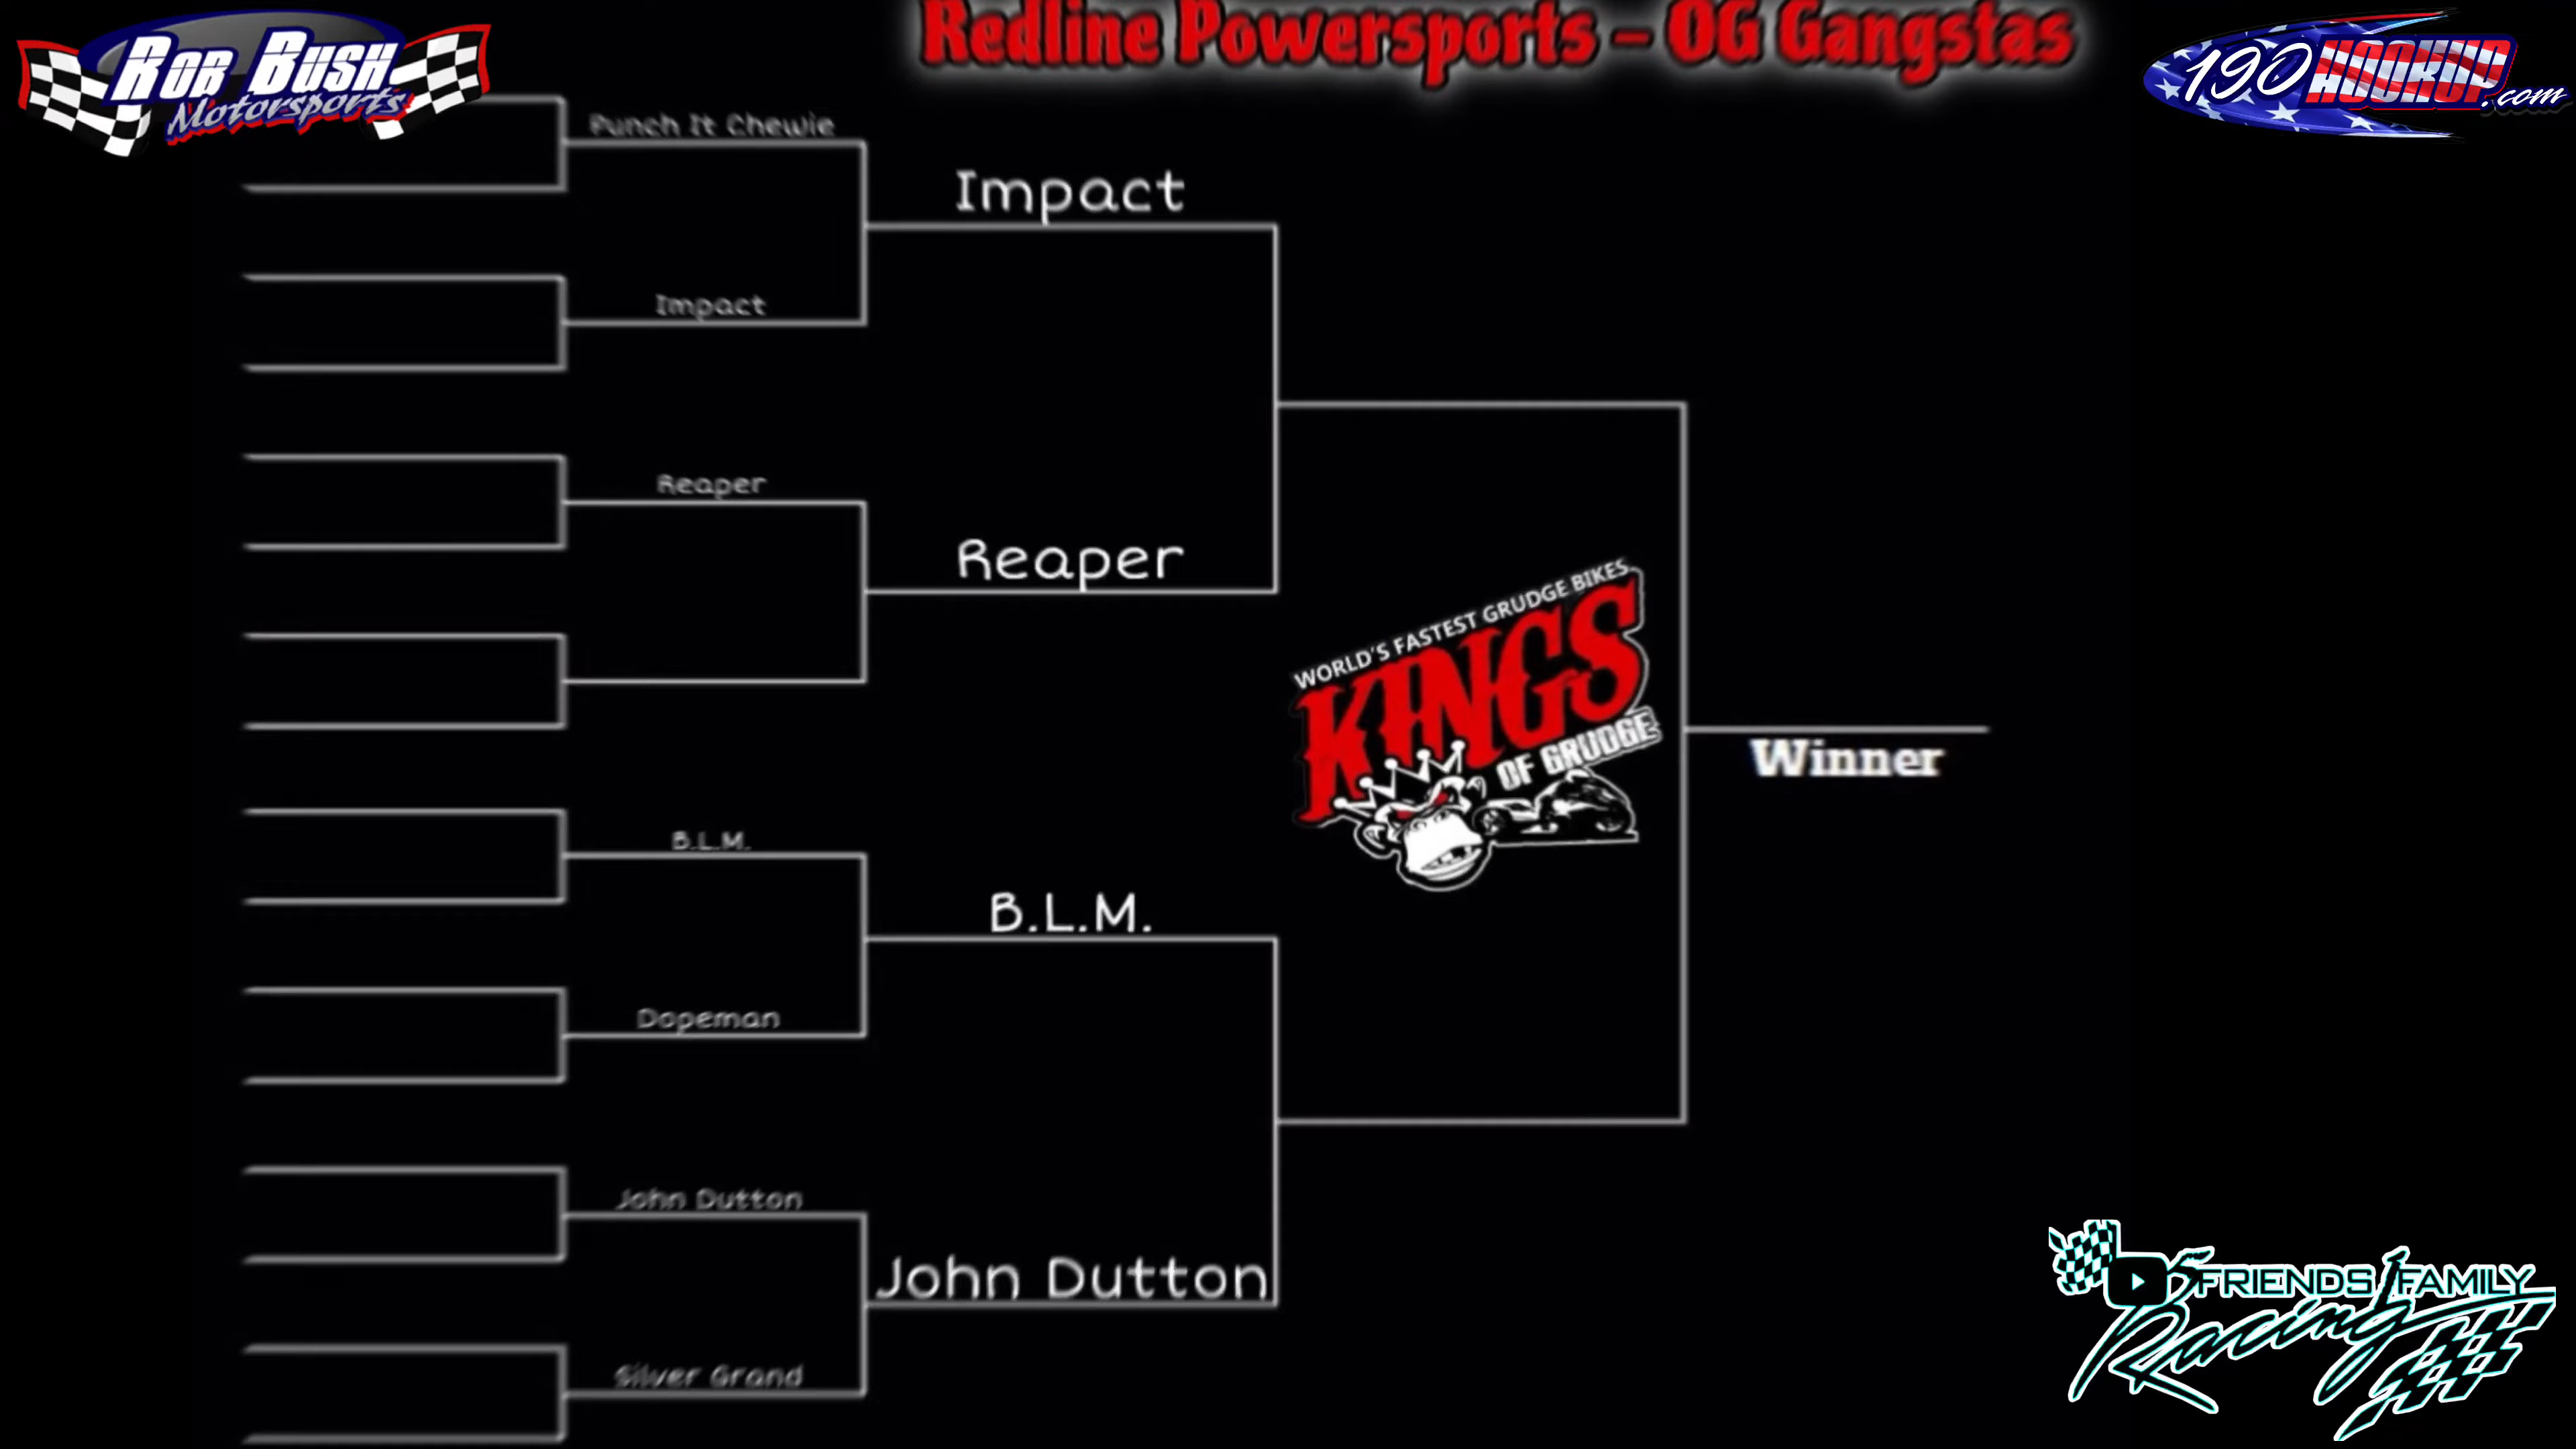 Redline Powersports - OG Gangstas
Rob Bush
Motorsports
190HOOKUP.com
Punch It Chewie
Impact
Impact
Reaper
Reaper
WORLD'S FASTEST GRUDGE BIKES
KINGS
OF GRUDGE
Winner
B.L.M.
B.L.M.
Dopeman
John Dutton
John Dutton
Silver Grand
FRIENDS/FAMILY
Racing